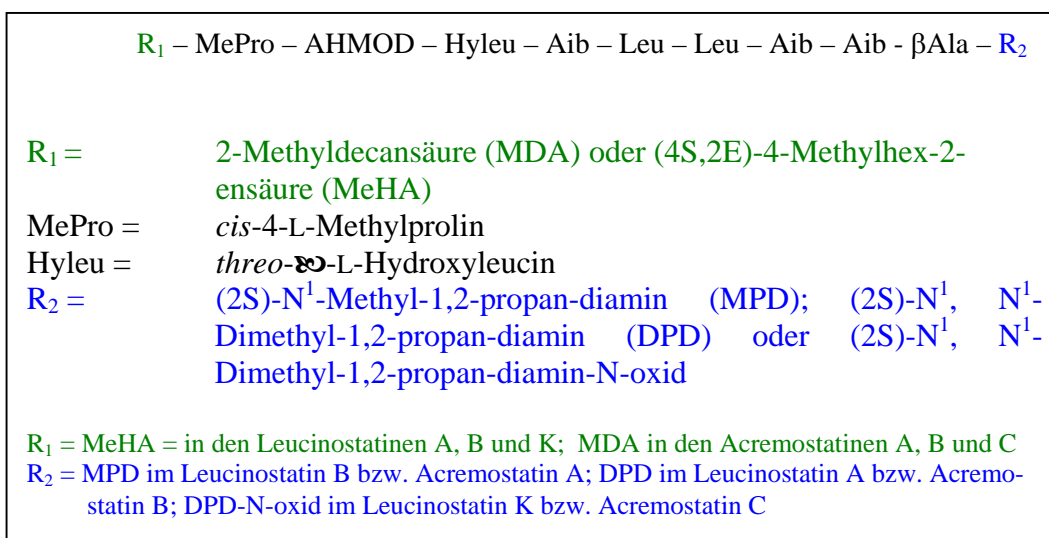 R₁ – MePro – AHMOD – Hyleu – Aib – Leu – Leu – Aib – Aib - βAla – R₂
R₁ = 2-Methyldecansäure (MDA) oder (4S,2E)-4-Methylhex-2-
ensäure (MeHA)
MePro = cis-4-L-Methylprolin
Hyleu = threo-ꝏ-L-Hydroxyleucin
R₂ = (2S)-N¹-Methyl-1,2-propan-diamin (MPD); (2S)-N¹, N¹-
Dimethyl-1,2-propan-diamin (DPD) oder (2S)-N¹, N¹-
Dimethyl-1,2-propan-diamin-N-oxid
R₁ = MeHA = in den Leucinostatinen A, B und K; MDA in den Acremostatinen A, B und C
R₂ = MPD im Leucinostatin B bzw. Acremostatin A; DPD im Leucinostatin A bzw. Acremo-
statin B; DPD-N-oxid im Leucinostatin K bzw. Acremostatin C